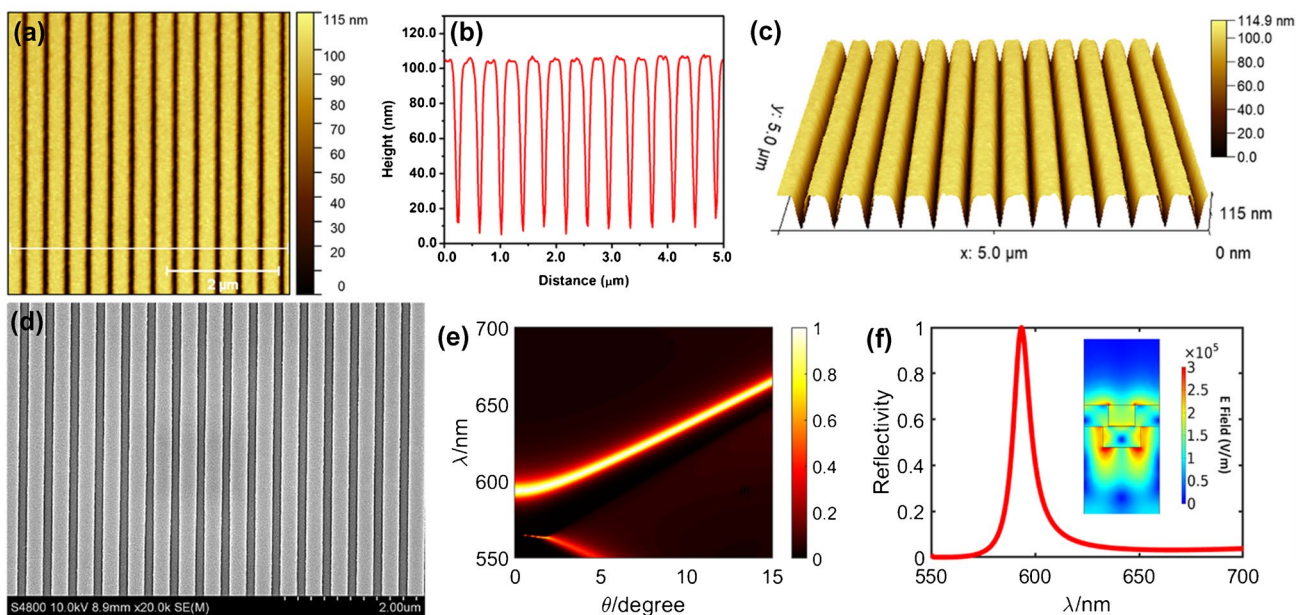 (a)
115 nm
100
90
80
70
60
50
40
30
20
0
2 μm
(b)
120.0
100.0
80.0
60.0
40.0
20.0
0.0
Height (nm)
0.0 1.0 2.0 3.0 4.0 5.0
Distance (μm)
(c)
114.9 nm
100.0
80.0
60.0
40.0
20.0
0.0
y: 5.0 μm
x: 5.0 μm
115 nm
0 nm
(d)
S4800 10.0kV 8.9mm x20.0k SE(M)
2.00um
(e)
700
650
600
550
λ/nm
0 5 10 15
θ/degree
1
0.8
0.6
0.4
0.2
0
(f)
1
0.8
0.6
0.4
0.2
0
Reflectivity
550 600 650 700
λ/nm
×10⁵
3
2.5
2
1.5
1
0.5
0
E Field (V/m)